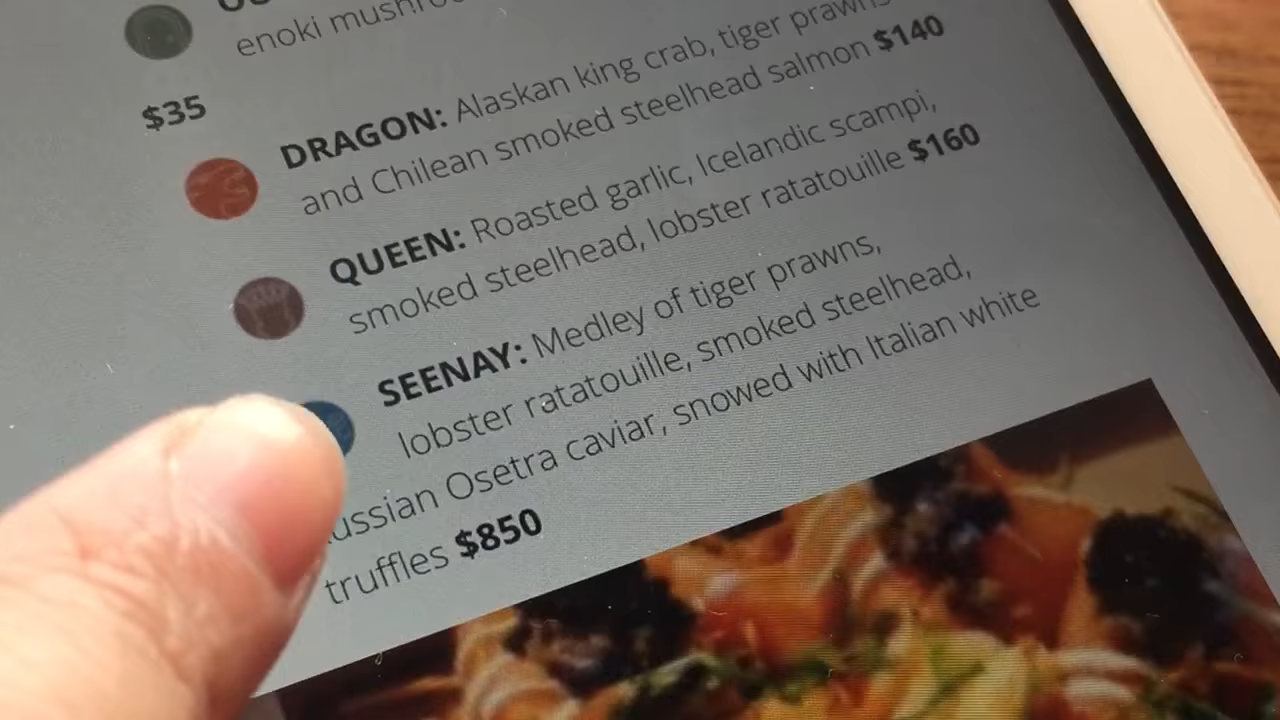 enoki
$35
DRAGON: Alaskan king crab, tiger prawns
and Chilean smoked steelhead salmon $140
QUEEN: Roasted garlic, Icelandic scampi,
smoked steelhead, lobster ratatouille $160
SEENAY: Medley of tiger prawns,
lobster ratatouille, smoked steelhead,
ussian Osetra caviar, snowed with Italian white
truffles $850